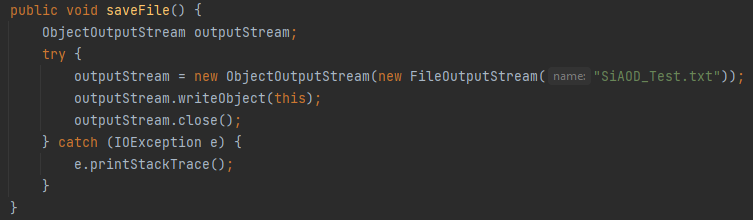 public void saveFile() {
    ObjectOutputStream outputStream;
    try {
        outputStream = new ObjectOutputStream(new FileOutputStream( name: "SiAOD_Test.txt"));
        outputStream.writeObject(this);
        outputStream.close();
    } catch (IOException e) {
        e.printStackTrace();
    }
}